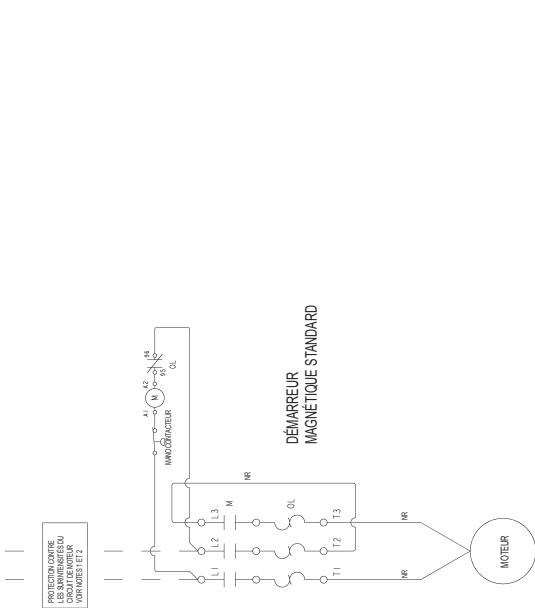 PROTECTION CONTRE
LES SURINTENSITÉS DU
CIRCUIT DE MOTEUR
VOIR NOTES 1 ET 2
A1
M
A2
95
96
OL
MANOCONTACTEUR
DÉMARREUR
MAGNÉTIQUE STANDARD
L1
L2
L3
M
OL
NR
T1
T2
T3
NR
NR
MOTEUR